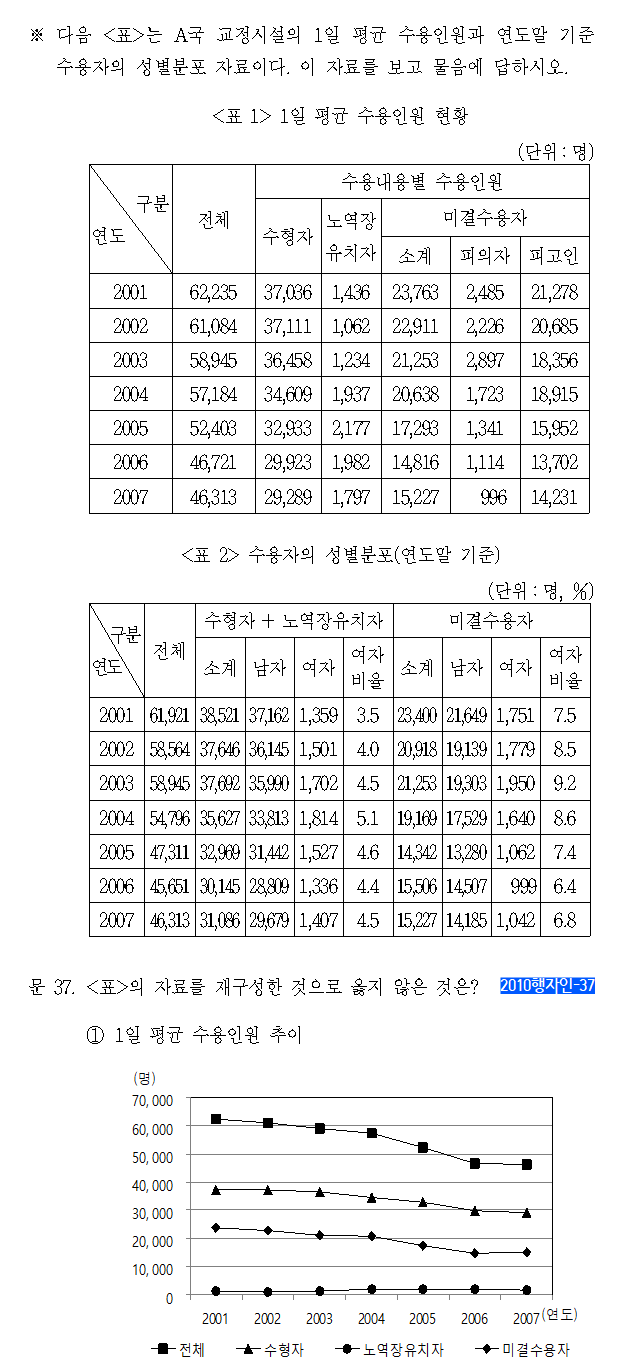 ※ 다음 <표>는 A국 교정시설의 1일 평균 수용인원과 연도말 기준
수용자의 성별분포 자료이다. 이 자료를 보고 물음에 답하시오.
<표 1> 1일 평균 수용인원 현황
(단위 : 명)
구분 연도 전체 수용내용별 수용인원
수형자 노역장 유치자 미결수용자
소계 피의자 피고인
2001 62,235 37,036 1,436 23,763 2,485 21,278
2002 61,084 37,111 1,062 22,911 2,226 20,685
2003 58,945 36,458 1,234 21,253 2,897 18,356
2004 57,184 34,609 1,937 20,638 1,723 18,915
2005 52,403 32,933 2,177 17,293 1,341 15,952
2006 46,721 29,923 1,982 14,816 1,114 13,702
2007 46,313 29,289 1,797 15,227 996 14,231
<표 2> 수용자의 성별분포(연도말 기준)
(단위 : 명, %)
구분 연도 전체 수형자 + 노역장유치자 미결수용자
소계 남자 여자 여자 비율 소계 남자 여자 여자 비율
2001 61,921 38,521 37,162 1,359 3.5 23,400 21,649 1,751 7.5
2002 58,564 37,646 36,145 1,501 4.0 20,918 19,139 1,779 8.5
2003 58,945 37,692 35,990 1,702 4.5 21,253 19,303 1,950 9.2
2004 54,796 35,627 33,813 1,814 5.1 19,169 17,529 1,640 8.6
2005 47,311 32,969 31,442 1,527 4.6 14,342 13,280 1,062 7.4
2006 45,651 30,145 28,809 1,336 4.4 15,506 14,507 999 6.4
2007 46,313 31,086 29,679 1,407 4.5 15,227 14,185 1,042 6.8
문 37. <표>의 자료를 재구성한 것으로 옳지 않은 것은? 2010행자인-37
① 1일 평균 수용인원 추이
(명)
70,000
60,000
50,000
40,000
30,000
20,000
10,000
0
2001 2002 2003 2004 2005 2006 2007 (연도)
전체 수형자 노역장유치자 미결수용자